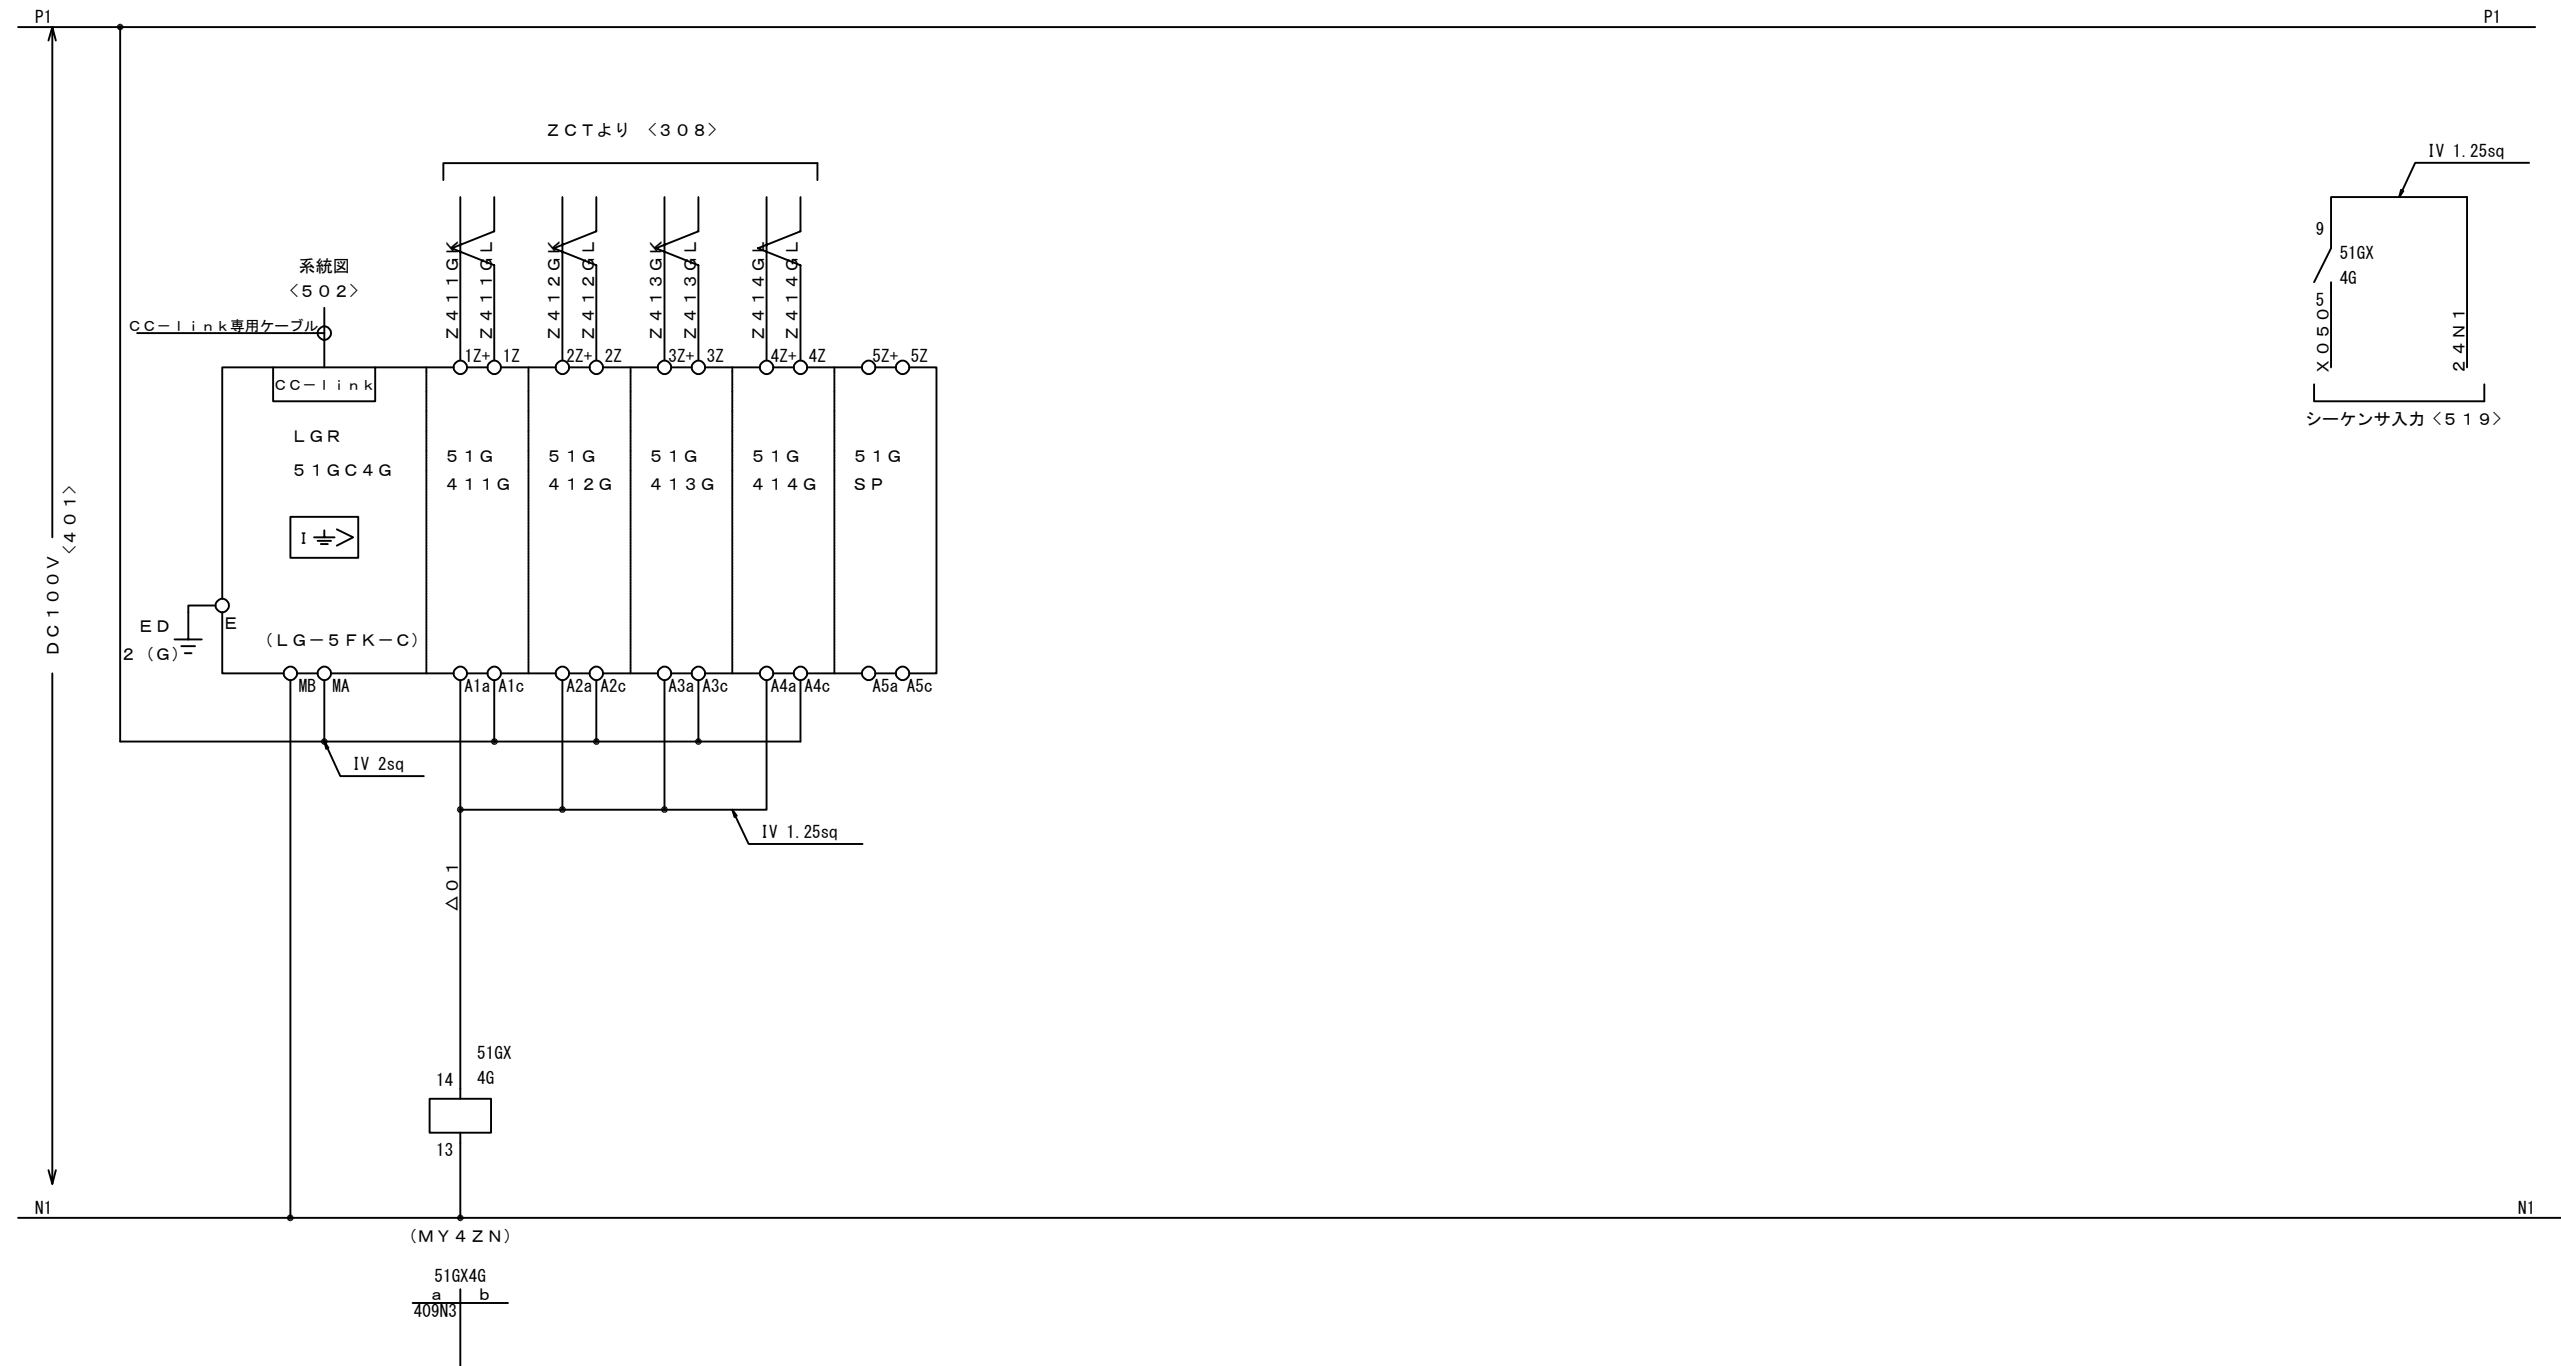 P1
P1
ZCTより <308>
IV 1.25sq
系統図
<502>
CC-link専用ケーブル
Z411GK
Z411GL
Z412GK
Z412GL
Z413GK
Z413GL
Z414GL
9
51GX
4G
5
X0505
24N1
シーケンサ入力<519>
1Z+
1Z
2Z+
2Z
3Z+
3Z
4Z+
4Z
5Z+
5Z
CC-link
LGR
51GC4G
51G
411G
51G
412G
51G
413G
51G
414G
51G
SP
I
DC100V
<401>
ED
2 (G)
E
(LG-5FK-C)
MB
MA
A1a
A1c
A2a
A2c
A3a
A3c
A4a
A4c
A5a
A5c
IV 2sq
IV 1.25sq
△01
51GX
4G
14
13
N1
N1
(MY4ZN)
51GX4G
a
b
409N3